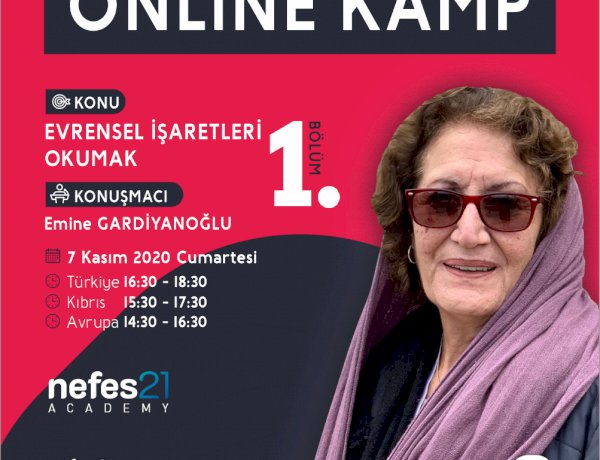 ONLINE KAMP
KONU
EVRENSEL İŞARETLERİ
OKUMAK
1.
BÖLÜM
KONUŞMACI
Emine GARDİYANOĞLU
7 Kasım 2020 Cumartesi
Türkiye 16:30 - 18:30
Kıbrıs 15:30 - 17:30
Avrupa 14:30 - 16:30
nefes21
ACADEMY